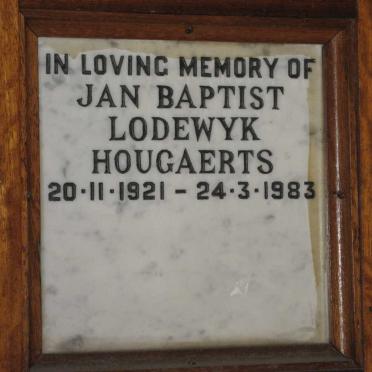 IN LOVING MEMORY OF
JAN BAPTIST
LODEWYK
HOUGAERTS
20·11·1921 – 24·3·1983